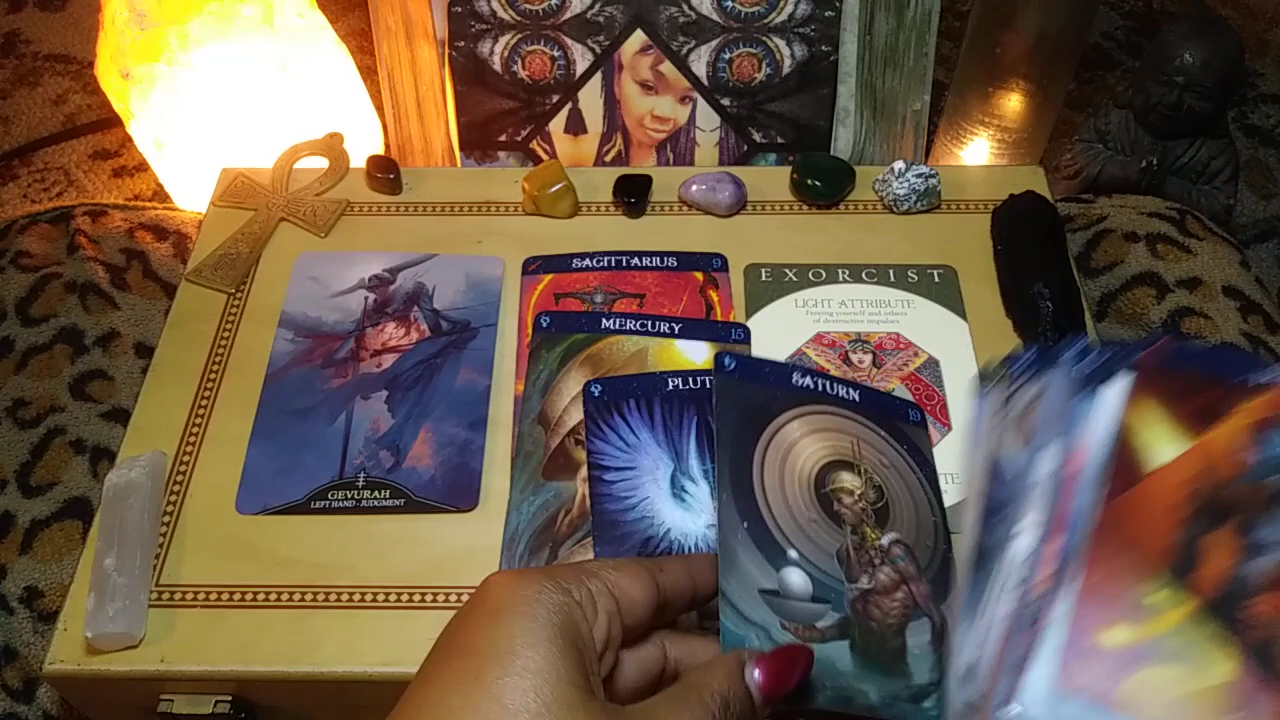 SAGITTARIUS 9
MERCURY 15
PLUT
SATURN 19
EXORCIST
LIGHT ATTRIBUTE
Freeing yourself and others
of destructive impulses
GEVURAH
LEFT HAND - JUDGMENT